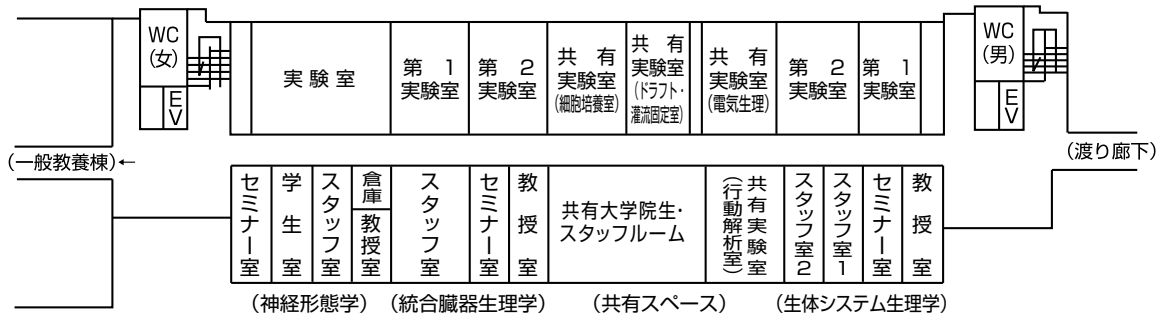 WC
(女)
EV
実験室
第1
実験室
第2
実験室
共有
実験室
(細胞培養室)
共有
実験室
(ドラフト・
灌流固定室)
共有
実験室
(電気生理)
第2
実験室
第1
実験室
WC
(男)
EV
(一般教養棟)←
(渡り廊下)
セミナー室
学生室
スタッフ室
倉庫
教授室
スタッフ室
セミナー室
教授室
共有大学院生・
スタッフルーム
共有実験室
(行動解析室)
スタッフ室2
スタッフ室1
セミナー室
教授室
(神経形態学)
(統合臓器生理学)
(共有スペース)
(生体システム生理学)